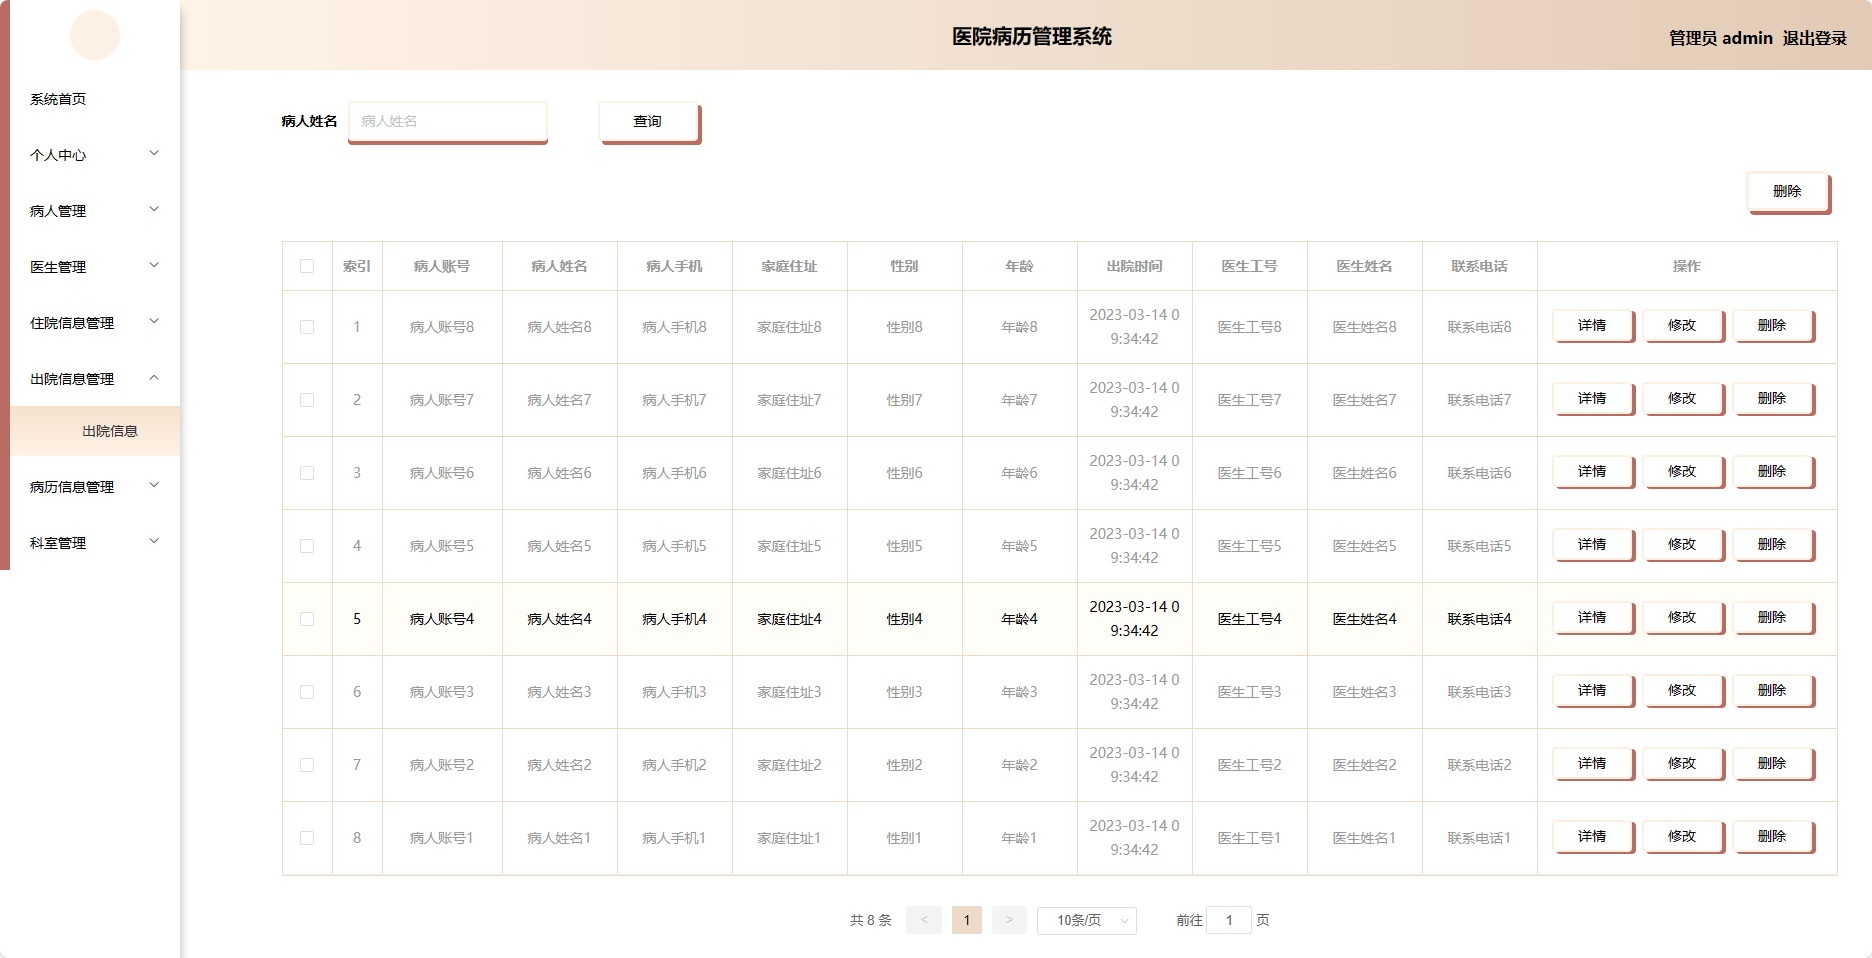 医院病历管理系统
管理员 admin 退出登录
系统首页
个人中心
病人管理
医生管理
住院信息管理
出院信息管理
出院信息
病历信息管理
科室管理
病人姓名 病人姓名 查询
删除
索引 病人账号 病人姓名 病人手机 家庭住址 性别 年龄 出院时间 医生工号 医生姓名 联系电话 操作
1 病人账号8 病人姓名8 病人手机8 家庭住址8 性别8 年龄8 2023-03-14 0
9:34:42 医生工号8 医生姓名8 联系电话8 详情 修改 删除
2 病人账号7 病人姓名7 病人手机7 家庭住址7 性别7 年龄7 2023-03-14 0
9:34:42 医生工号7 医生姓名7 联系电话7 详情 修改 删除
3 病人账号6 病人姓名6 病人手机6 家庭住址6 性别6 年龄6 2023-03-14 0
9:34:42 医生工号6 医生姓名6 联系电话6 详情 修改 删除
4 病人账号5 病人姓名5 病人手机5 家庭住址5 性别5 年龄5 2023-03-14 0
9:34:42 医生工号5 医生姓名5 联系电话5 详情 修改 删除
5 病人账号4 病人姓名4 病人手机4 家庭住址4 性别4 年龄4 2023-03-14 0
9:34:42 医生工号4 医生姓名4 联系电话4 详情 修改 删除
6 病人账号3 病人姓名3 病人手机3 家庭住址3 性别3 年龄3 2023-03-14 0
9:34:42 医生工号3 医生姓名3 联系电话3 详情 修改 删除
7 病人账号2 病人姓名2 病人手机2 家庭住址2 性别2 年龄2 2023-03-14 0
9:34:42 医生工号2 医生姓名2 联系电话2 详情 修改 删除
8 病人账号1 病人姓名1 病人手机1 家庭住址1 性别1 年龄1 2023-03-14 0
9:34:42 医生工号1 医生姓名1 联系电话1 详情 修改 删除
共 8 条 < 1 > 10条/页 前往 1 页